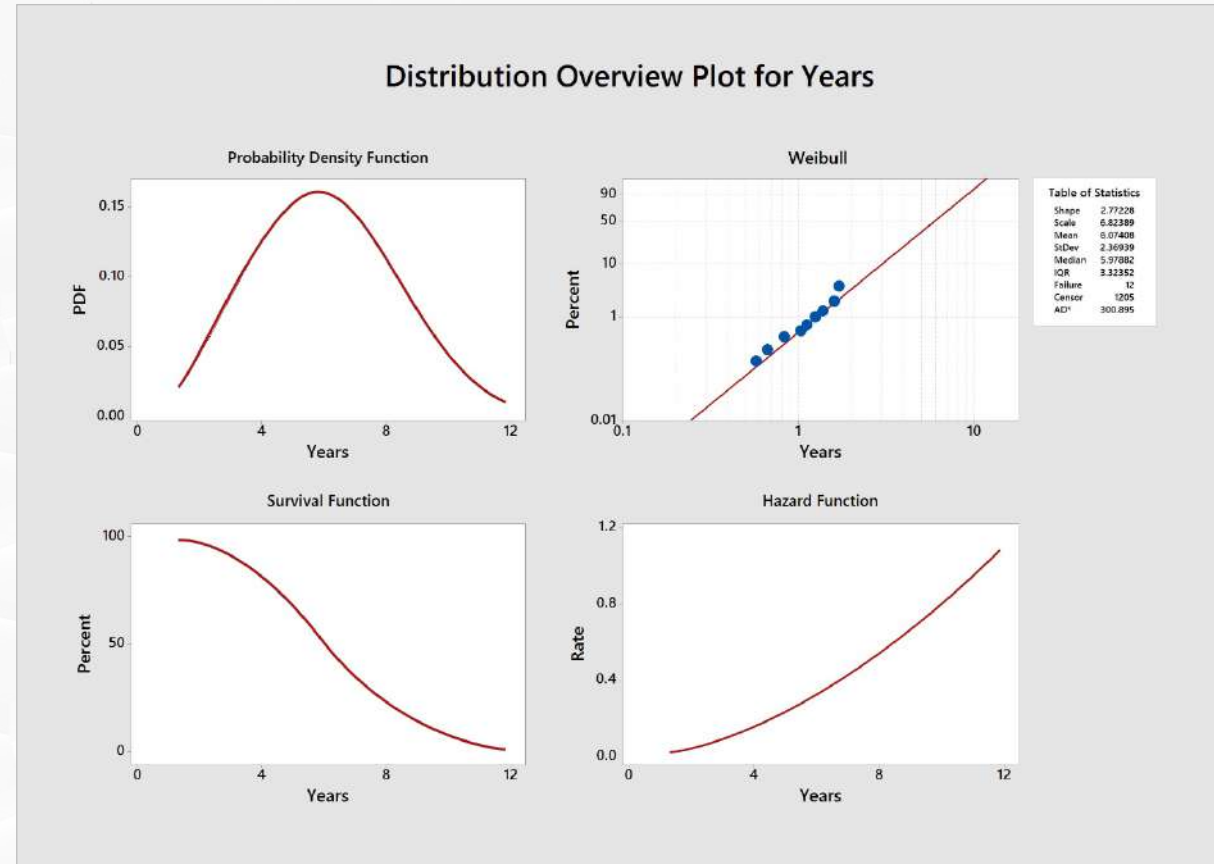 Distribution Overview Plot for Years
Probability Density Function
PDF
0.15
0.10
0.05
0.00
0 4 8 12
Years
Weibull
Percent
90
50
10
1
0.01
0.1 1 10
Years
Table of Statistics
Shape 2.77228
Scale 6.82389
Mean 6.07408
StDev 2.36939
Median 5.97882
IQR 3.32352
Failure 12
Censor 1205
AD* 300.895
Survival Function
Percent
100
50
0
0 4 8 12
Years
Hazard Function
Rate
1.2
0.8
0.4
0.0
0 4 8 12
Years